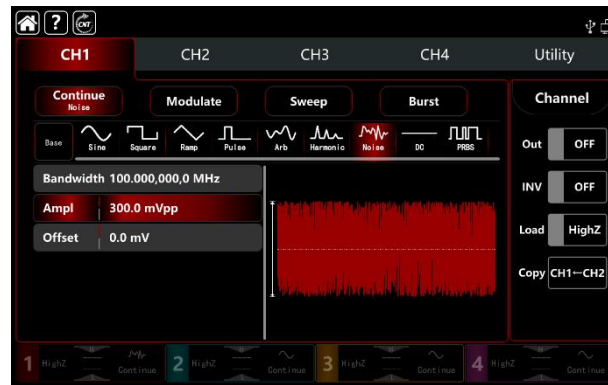 ? CNT
CH1 CH2 CH3 CH4 Utility
Continue Noise Modulate Sweep Burst Channel
Base Sine Square Ramp Pulse Arb Harmonic Noise DC PRBS
Out OFF
Bandwidth 100.000,000,0 MHz
INV OFF
Ampl 300.0 mVpp
Load HighZ
Offset 0.0 mV
Copy CH1←CH2
1 HighZ Continue 2 HighZ Continue 3 HighZ Continue 4 HighZ Continue